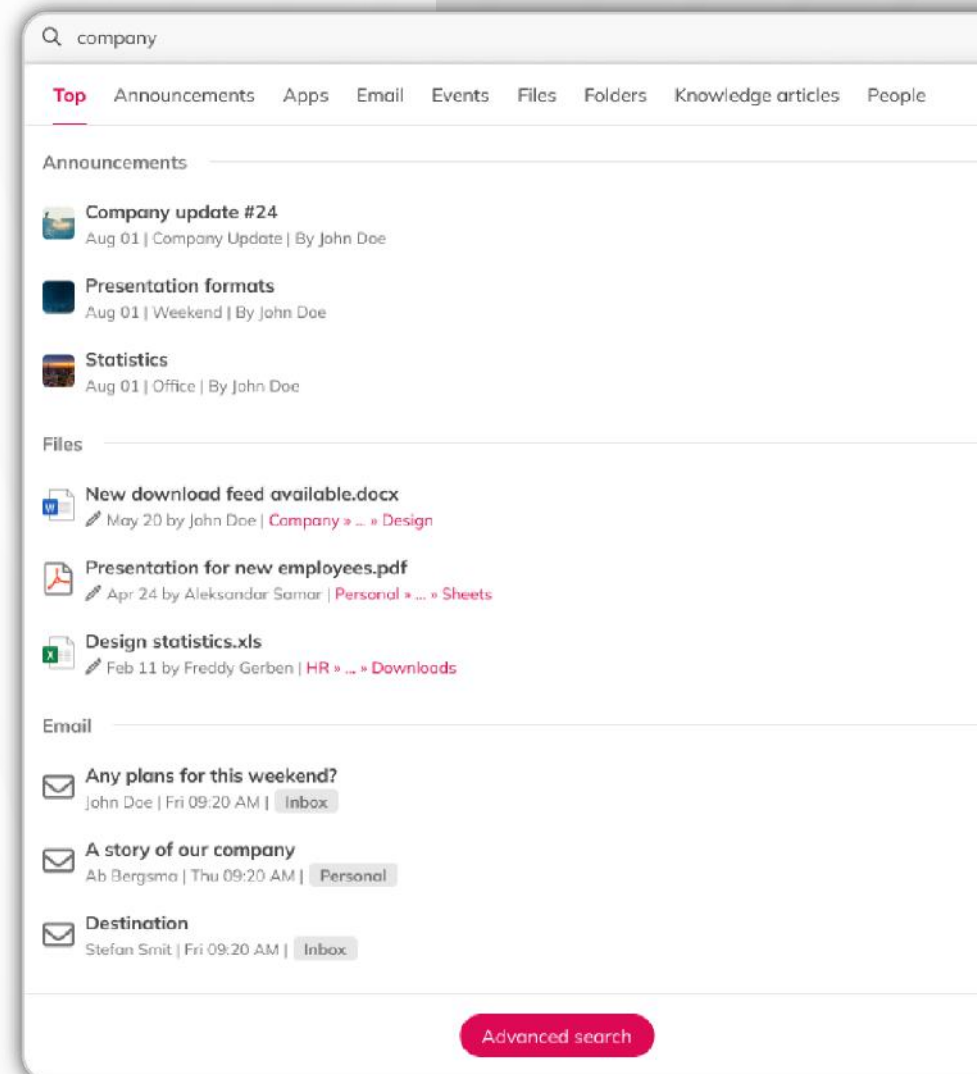 company
Top Announcements Apps Email Events Files Folders Knowledge articles People
Announcements
Company update #24
Aug 01 | Company Update | By John Doe
Presentation formats
Aug 01 | Weekend | By John Doe
Statistics
Aug 01 | Office | By John Doe
Files
New download feed available.docx
May 20 by John Doe | Company » ... » Design
Presentation for new employees.pdf
Apr 24 by Aleksandar Samar | Personal » ... » Sheets
Design statistics.xls
Feb 11 by Freddy Gerben | HR » ... » Downloads
Email
Any plans for this weekend?
John Doe | Fri 09:20 AM | Inbox
A story of our company
Ab Bergsma | Thu 09:20 AM | Personal
Destination
Stefan Smit | Fri 09:20 AM | Inbox
Advanced search